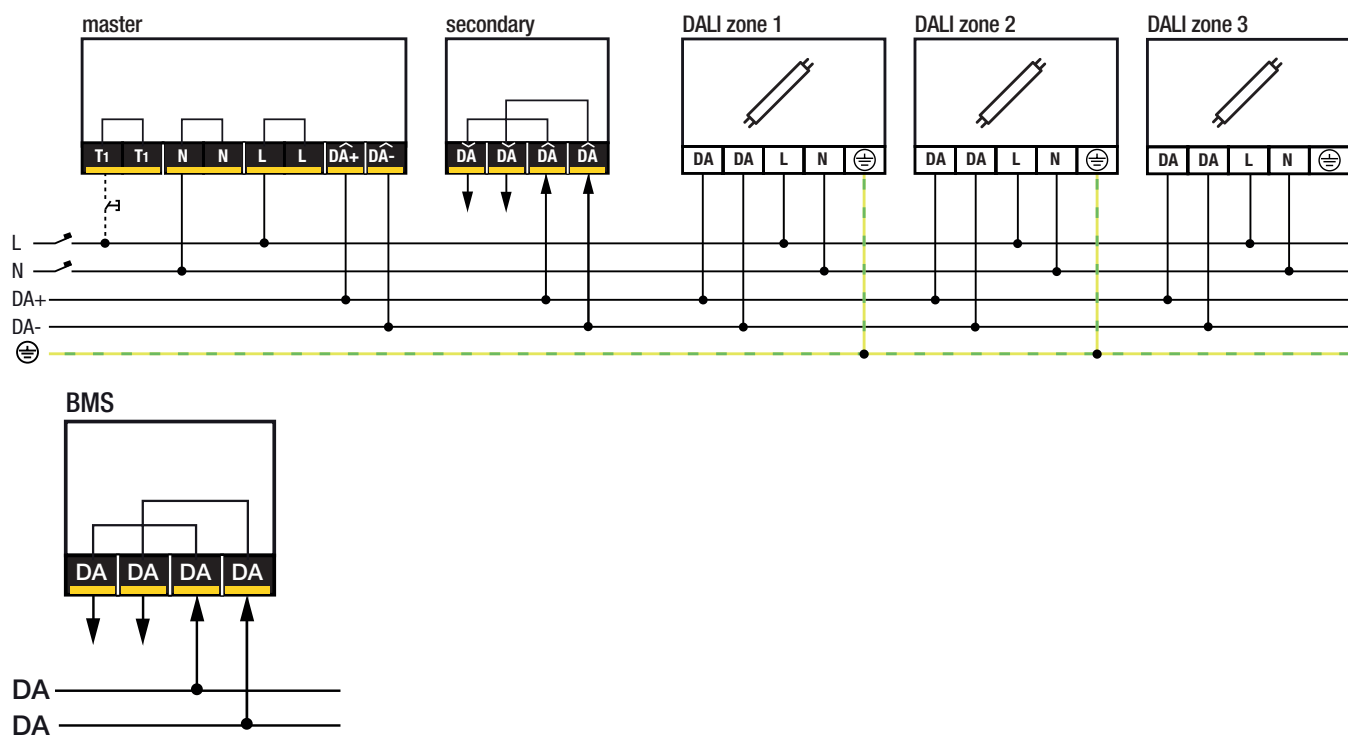 master secondary DALI zone 1 DALI zone 2 DALI zone 3
T1 T1 N N L L DA+ DA- DA DA DA DA DA DA L N DA DA L N DA DA L N
L
N
DA+
DA-
BMS
DA DA DA DA
DA
DA